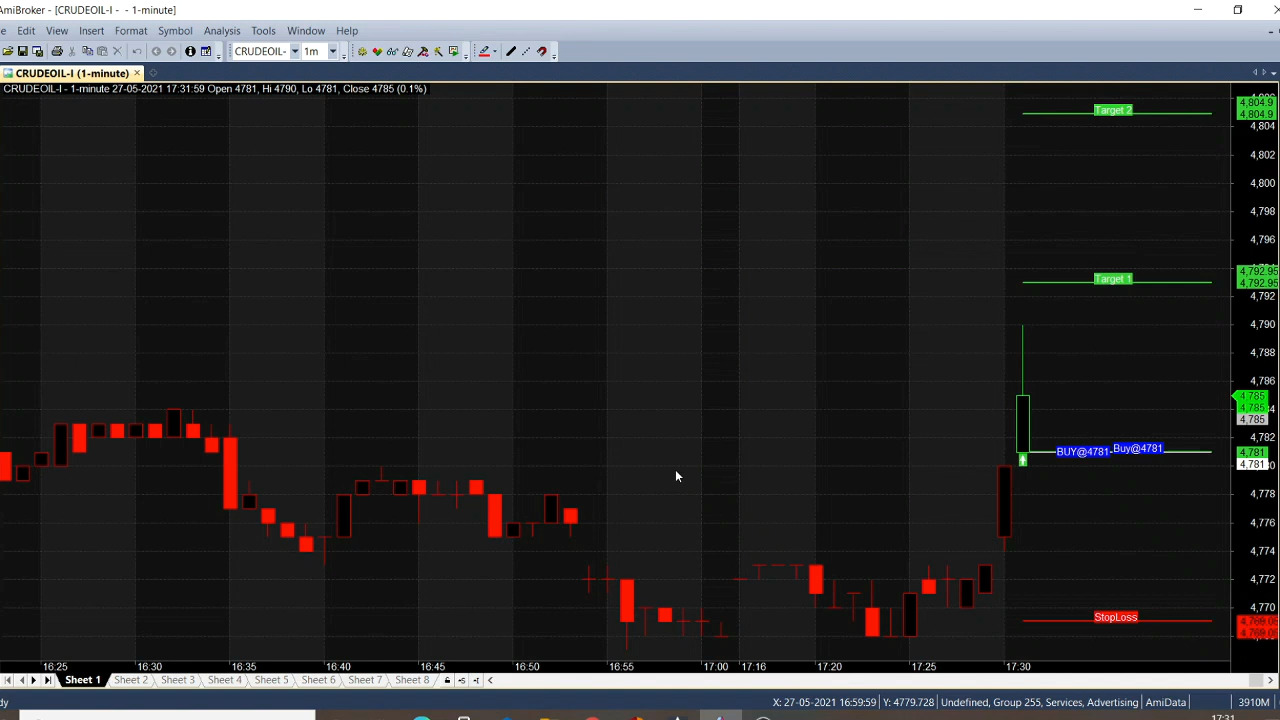 AmiBroker - [CRUDEOIL-I - - 1-minute]
Edit View Insert Format Symbol Analysis Tools Window Help
CRUDEOIL- 1m
CRUDEOIL-I (1-minute)
CRUDEOIL-I - 1-minute 27-05-2021 17:31:59 Open 4781, Hi 4790, Lo 4781, Close 4785 (0.1%)
4,804.9
Target 2
4,804.9
4,804
4,802
4,800
4,798
4,796
4,792.95
Target 1
4,792.95
4,792
4,790
4,788
4,786
4,785
4,785
4,785
4,782
BUY@4781 Buy@4781
4,781
4,781
4,778
4,776
4,774
4,772
4,770
StopLoss
16:25 16:30 16:35 16:40 16:45 16:50 16:55 17:00 17:16 17:20 17:25 17:30
Sheet 1 Sheet 2 Sheet 3 Sheet 4 Sheet 5 Sheet 6 Sheet 7 Sheet 8
X: 27-05-2021 16:59:59 Y: 4779.728 Undefined, Group 255, Services, Advertising AmiData 3910M